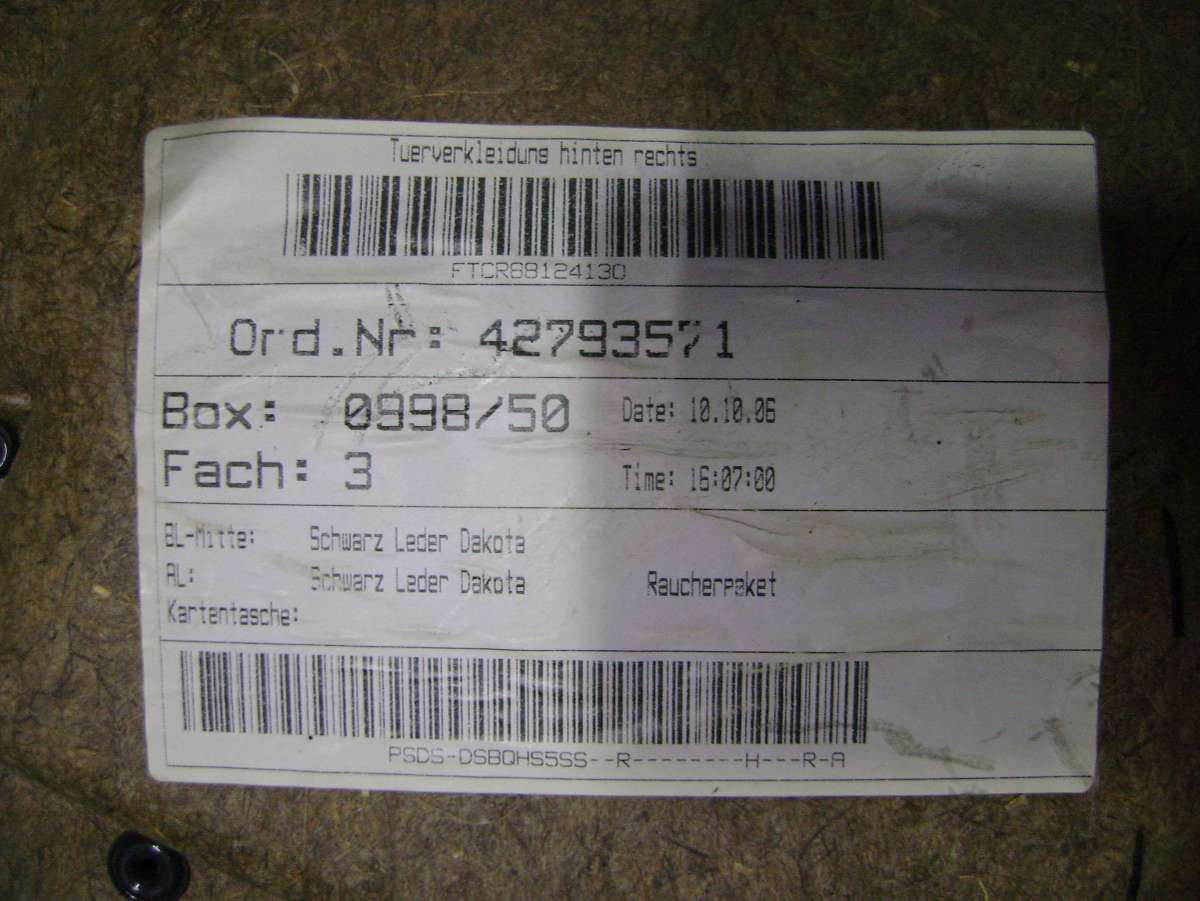 Tuerverkleidung hinten rechts
FTCR68124130
Ord.Nr: 42793571
Box: 0998/50 Date: 10.10.06
Fach: 3 Time: 16:07:00
BL-Mitte: Schwarz Leder Dakota
AL: Schwarz Leder Dakota Raucherpaket
Kartentasche:
PSDS-DSBQHS5SS--R--------H---R-A